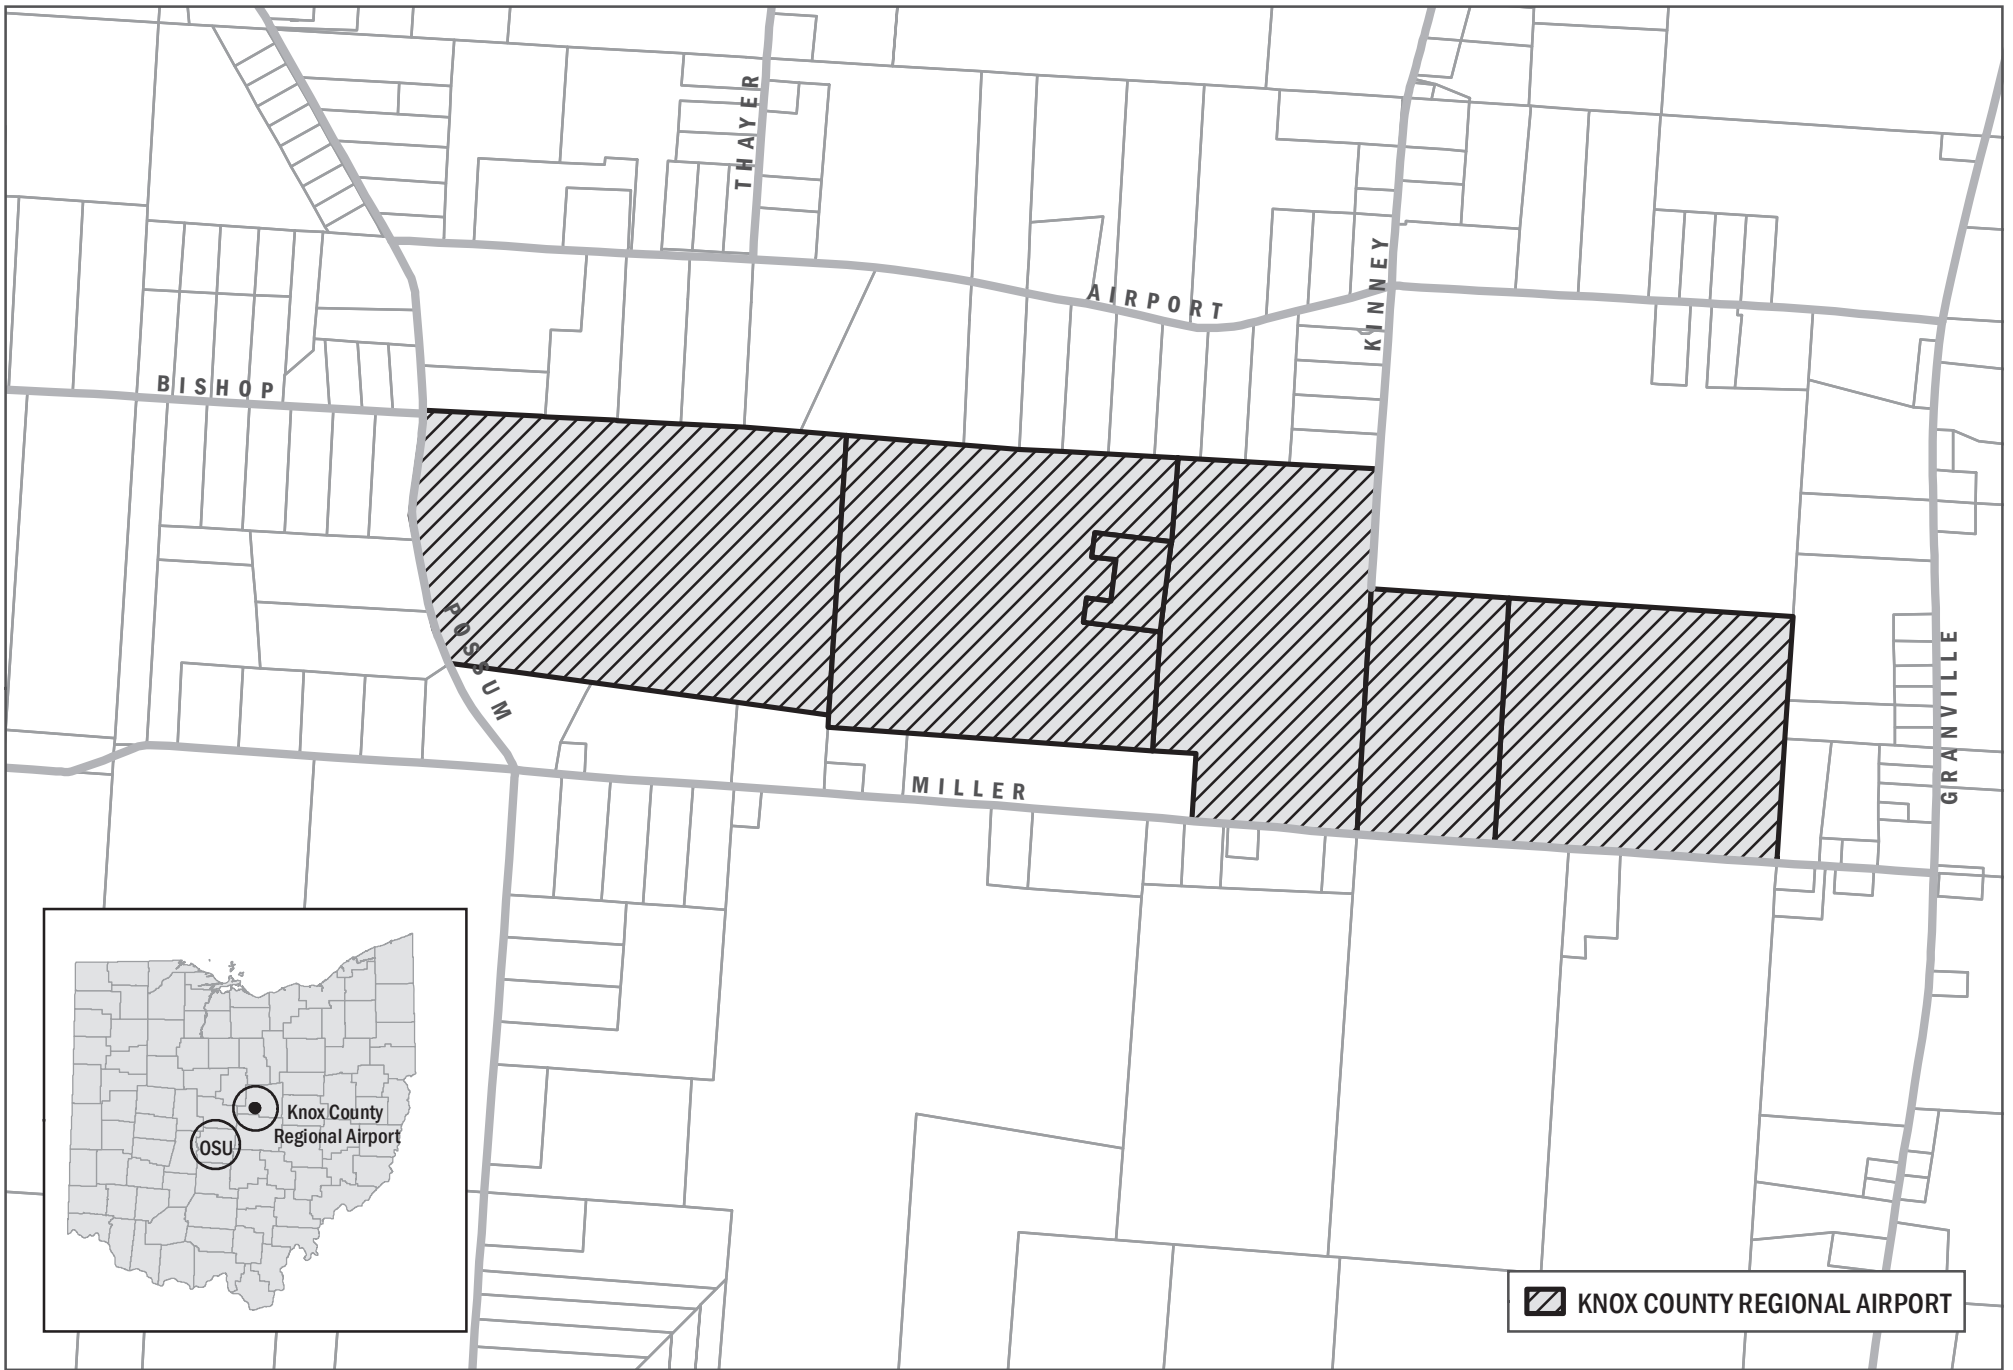 THAYER
AIRPORT
KINNEY
BISHOP
POSSUM
GRANVILLE
MILLER
Knox County
Regional Airport
OSU
KNOX COUNTY REGIONAL AIRPORT